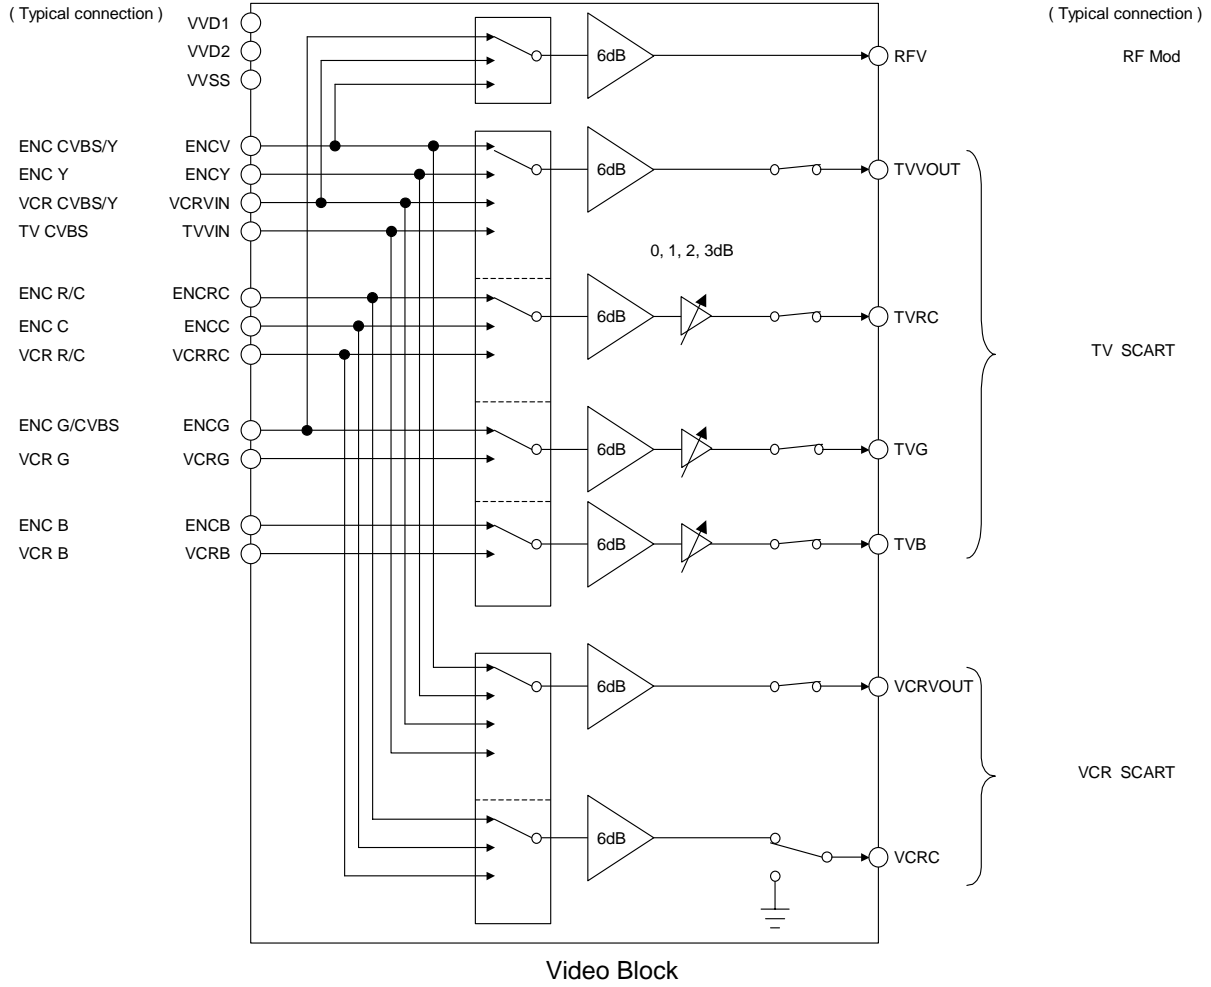 ( Typical connection )
( Typical connection )
VVD1
VVD2
VVSS
6dB
RFV
RF Mod
ENC CVBS/Y
ENCV
ENC Y
ENCY
VCR CVBS/Y
VCRVIN
TV CVBS
TVVIN
6dB
TVVOUT
0, 1, 2, 3dB
ENC R/C
ENCRC
ENC C
ENCC
VCR R/C
VCRRC
6dB
TVRC
TV SCART
ENC G/CVBS
ENCG
VCR G
VCRG
6dB
TVG
ENC B
ENCB
VCR B
VCRB
6dB
TVB
6dB
VCRVOUT
VCR SCART
6dB
VCRC
Video Block